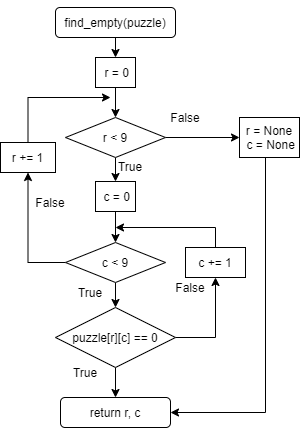 find_empty(puzzle)
r = 0
r < 9
False
r = None
c = None
True
r += 1
c = 0
False
c < 9
c += 1
True
False
puzzle[r][c] == 0
True
return r, c